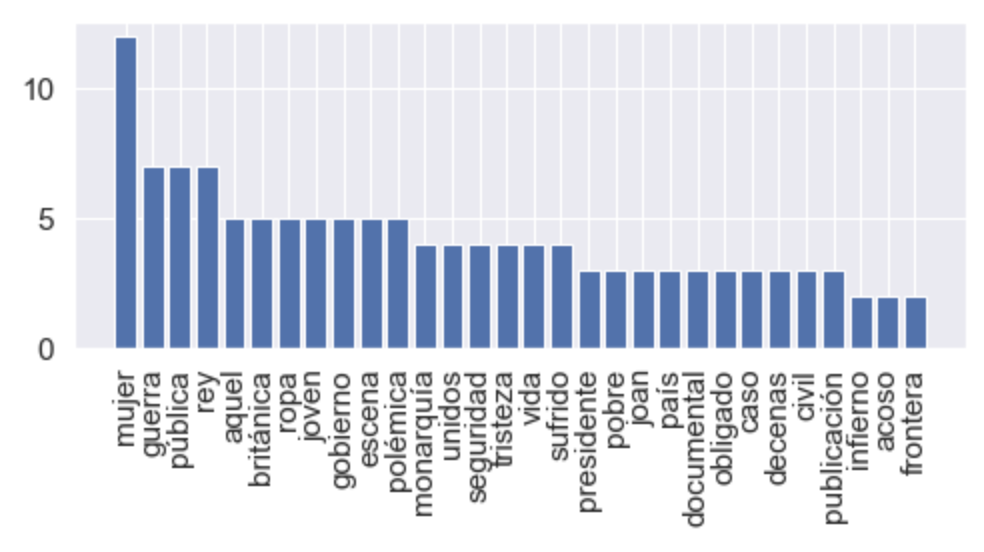 10
5
0
mujer
guerra
pública
rey
aquel
británica
ropa
joven
gobierno
escena
polémica
monarquía
unidos
seguridad
tristeza
vida
sufrido
presidente
pobre
joan
país
documental
obligado
caso
decenas
civil
publicación
infierno
acoso
frontera